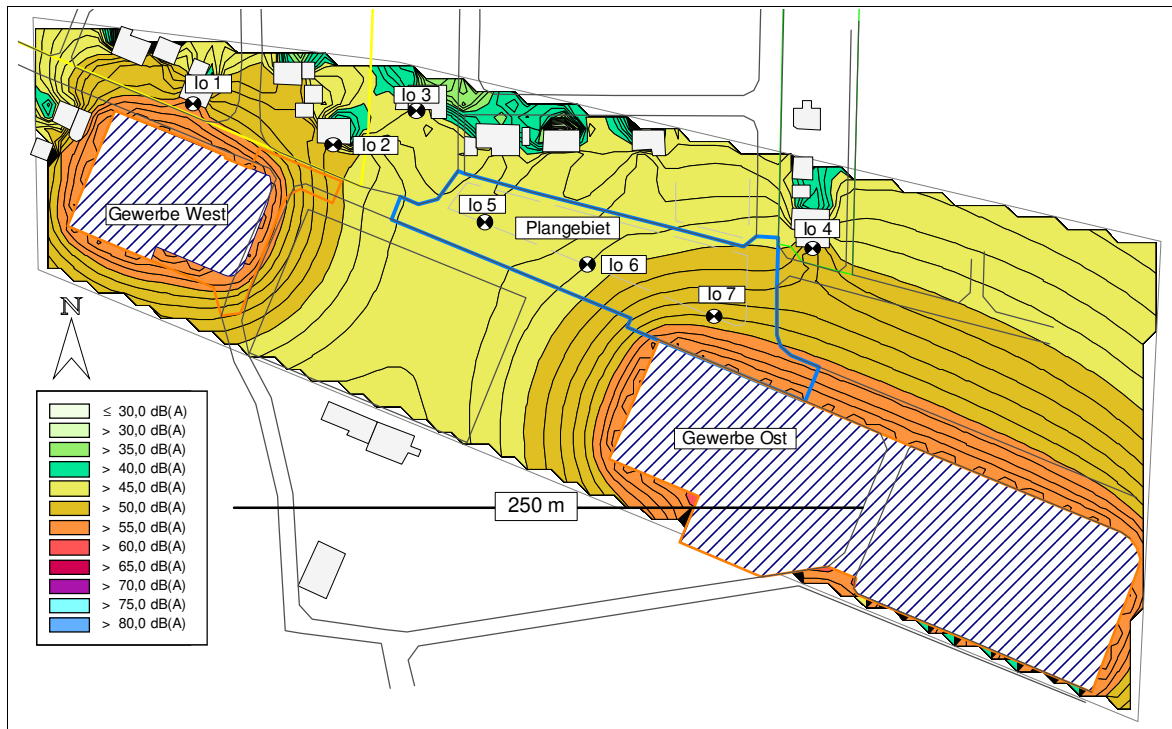 Io 1
Io 3
Io 2
Gewerbe West
Io 5
Plangebiet
Io 4
Io 6
Io 7
N
Gewerbe Ost
250 m
≤ 30,0 dB(A)
> 30,0 dB(A)
> 35,0 dB(A)
> 40,0 dB(A)
> 45,0 dB(A)
> 50,0 dB(A)
> 55,0 dB(A)
> 60,0 dB(A)
> 65,0 dB(A)
> 70,0 dB(A)
> 75,0 dB(A)
> 80,0 dB(A)